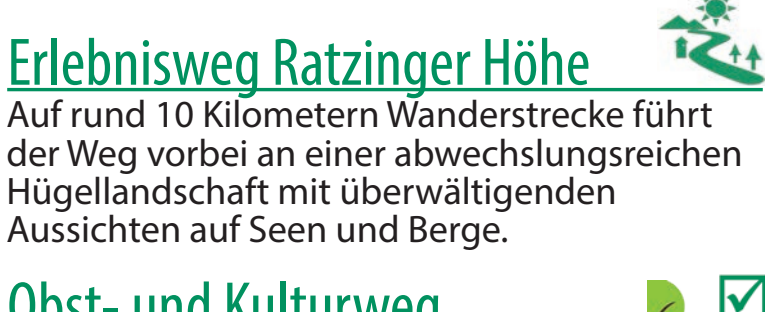 Erlebnisweg Ratzinger Höhe
Auf rund 10 Kilometern Wanderstrecke führt
der Weg vorbei an einer abwechslungsreichen
Hügellandschaft mit überwältigenden
Aussichten auf Seen und Berge.
Obst- und Kulturweg